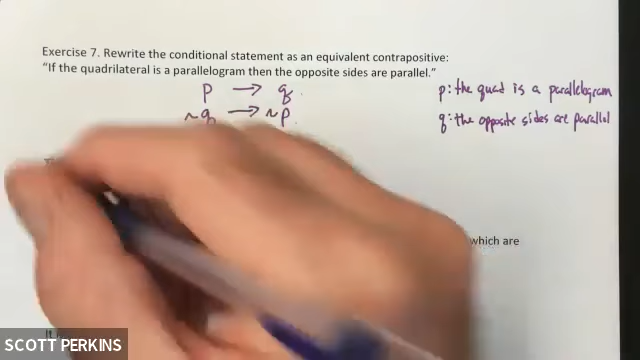 Exercise 7. Rewrite the conditional statement as an equivalent contrapositive:
"If the quadrilateral is a parallelogram then the opposite sides are parallel."
p → q.
p: the quad is a parallelogram
~q → ~p.
q: the opposite sides are parallel
which are
SCOTT PERKINS